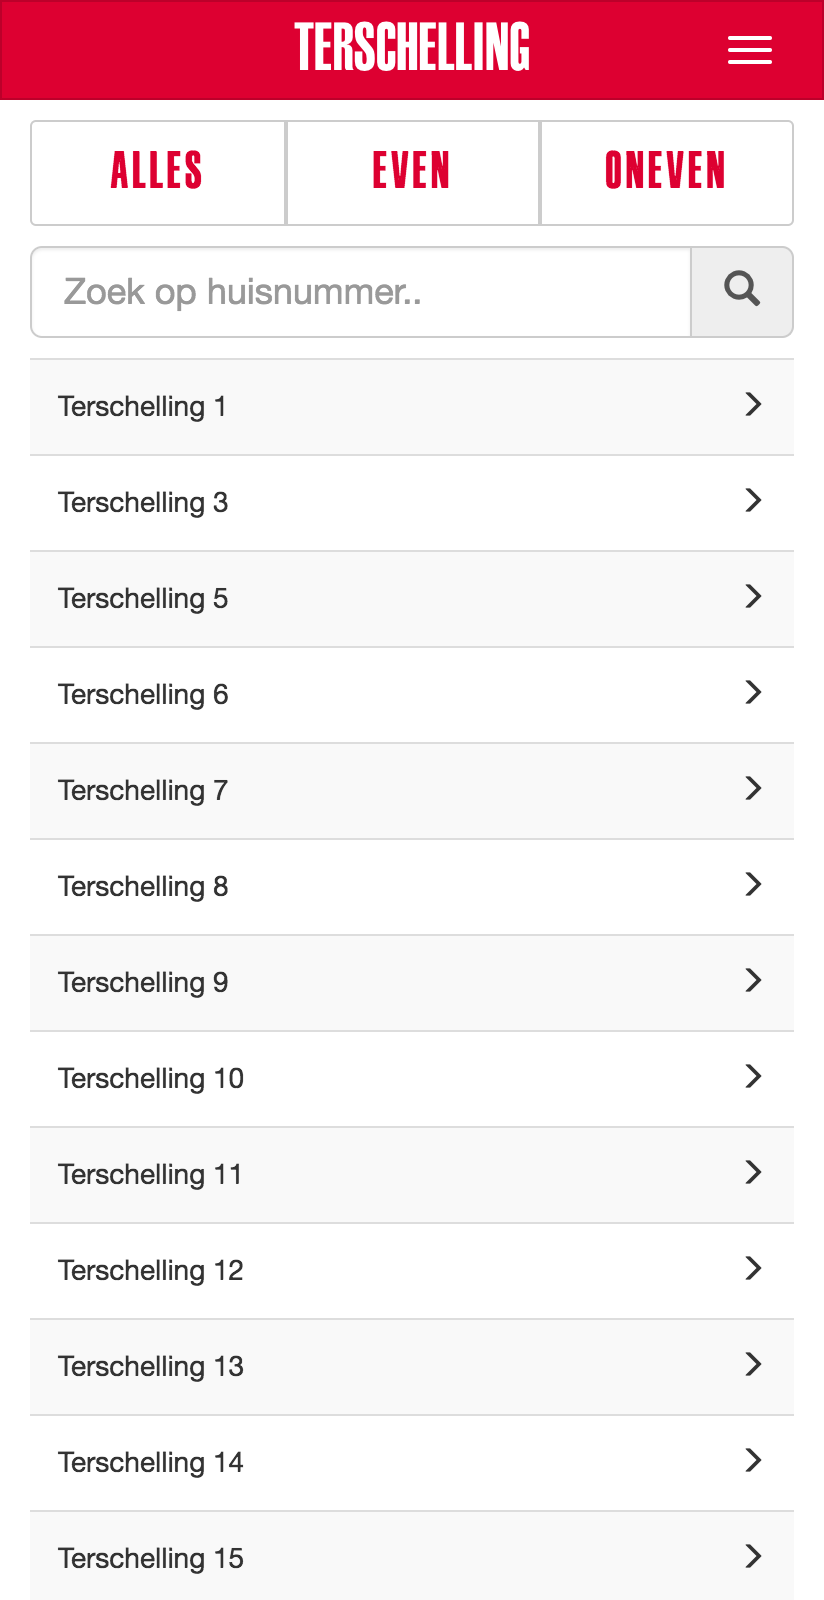 TERSCHELLING
ALLES EVEN ONEVEN
Zoek op huisnummer..
Terschelling 1
Terschelling 3
Terschelling 5
Terschelling 6
Terschelling 7
Terschelling 8
Terschelling 9
Terschelling 10
Terschelling 11
Terschelling 12
Terschelling 13
Terschelling 14
Terschelling 15